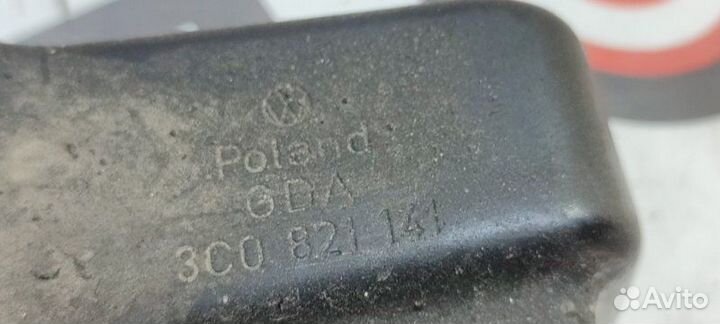 Poland
GDA
3C0 821 141
Avito